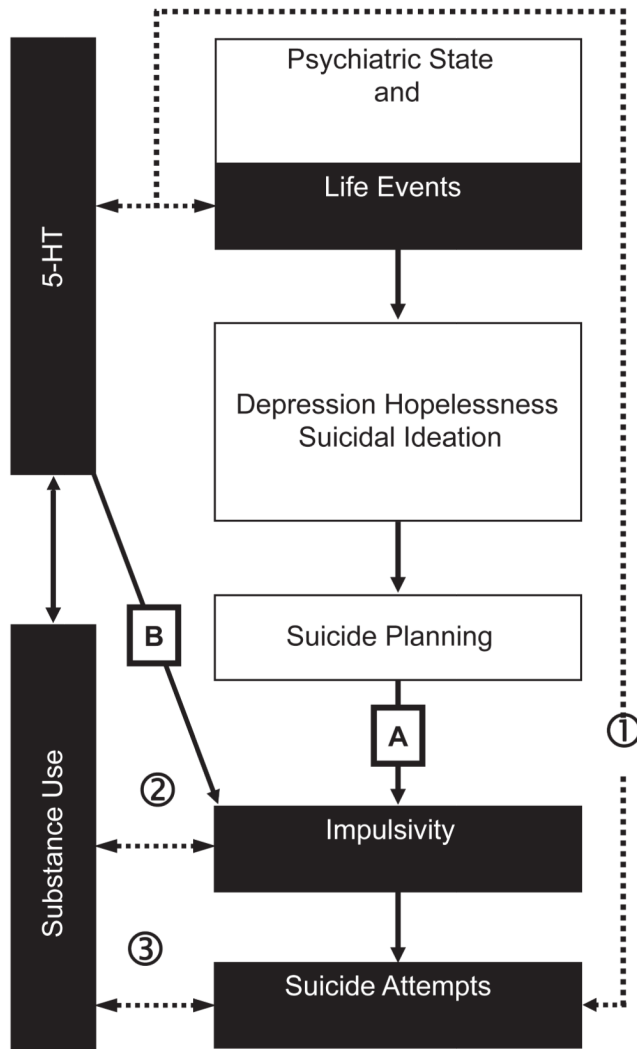 Psychiatric State
and
Life Events
5-HT
Depression Hopelessness
Suicidal Ideation
B
Suicide Planning
A
①
Substance Use
②
Impulsivity
③
Suicide Attempts